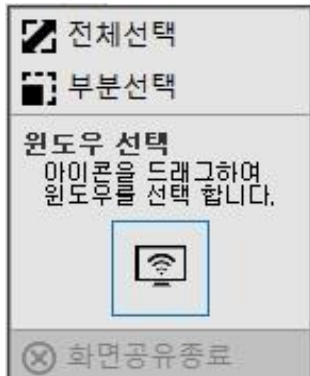 전체선택
부분선택
윈도우 선택
아이콘을 드래그하여
윈도우를 선택 합니다.
화면공유종료